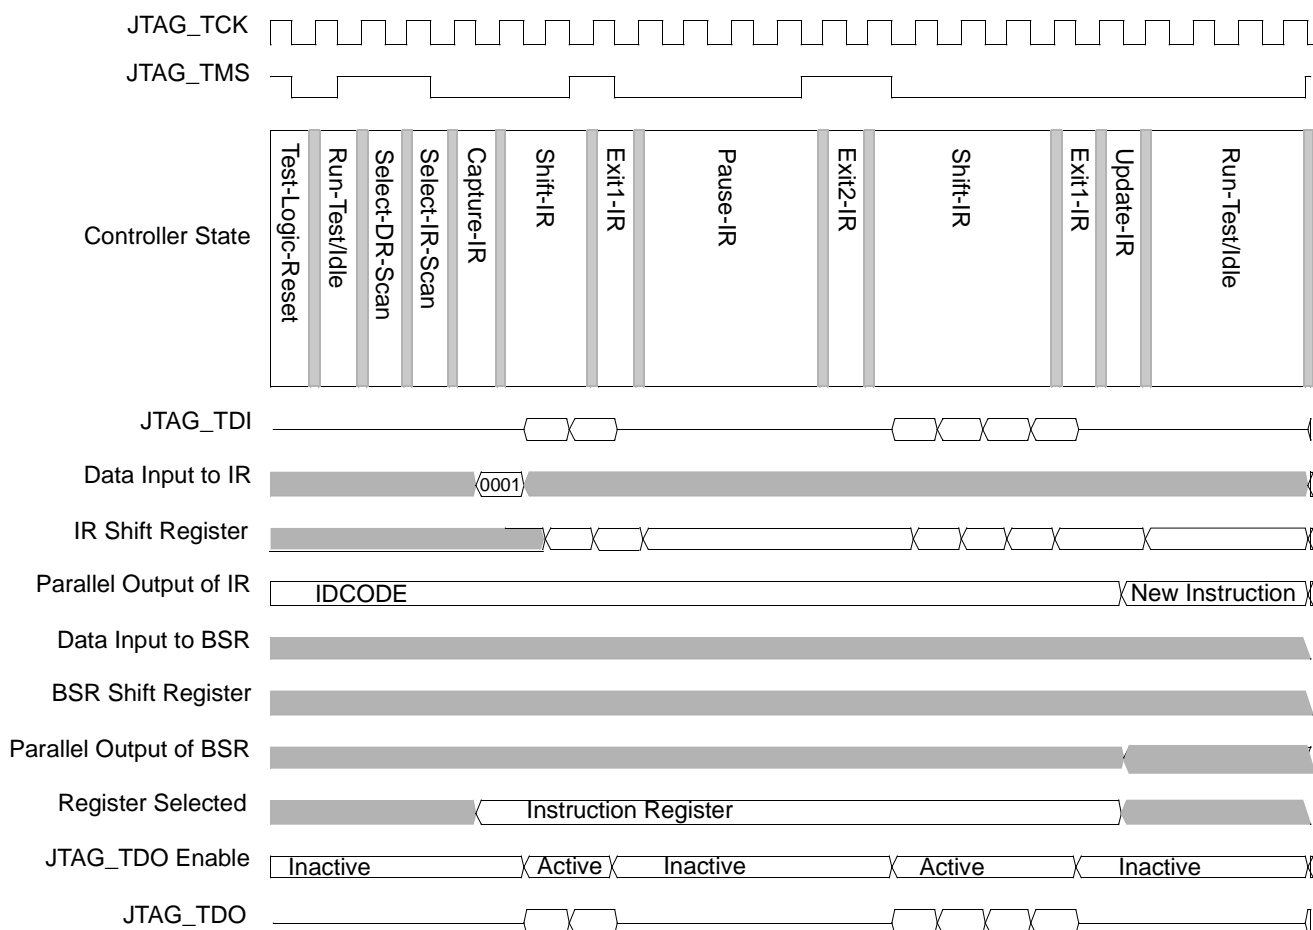 JTAG_TCK
JTAG_TMS
Controller State
Test-Logic-Reset
Run-Test/Idle
Select-DR-Scan
Select-IR-Scan
Capture-IR
Shift-IR
Exit1-IR
Pause-IR
Exit2-IR
Shift-IR
Exit1-IR
Update-IR
Run-Test/Idle
JTAG_TDI
Data Input to IR
0001
IR Shift Register
Parallel Output of IR
IDCODE
New Instruction
Data Input to BSR
BSR Shift Register
Parallel Output of BSR
Register Selected
Instruction Register
JTAG_TDO Enable
Inactive
Active
Inactive
Active
Inactive
JTAG_TDO